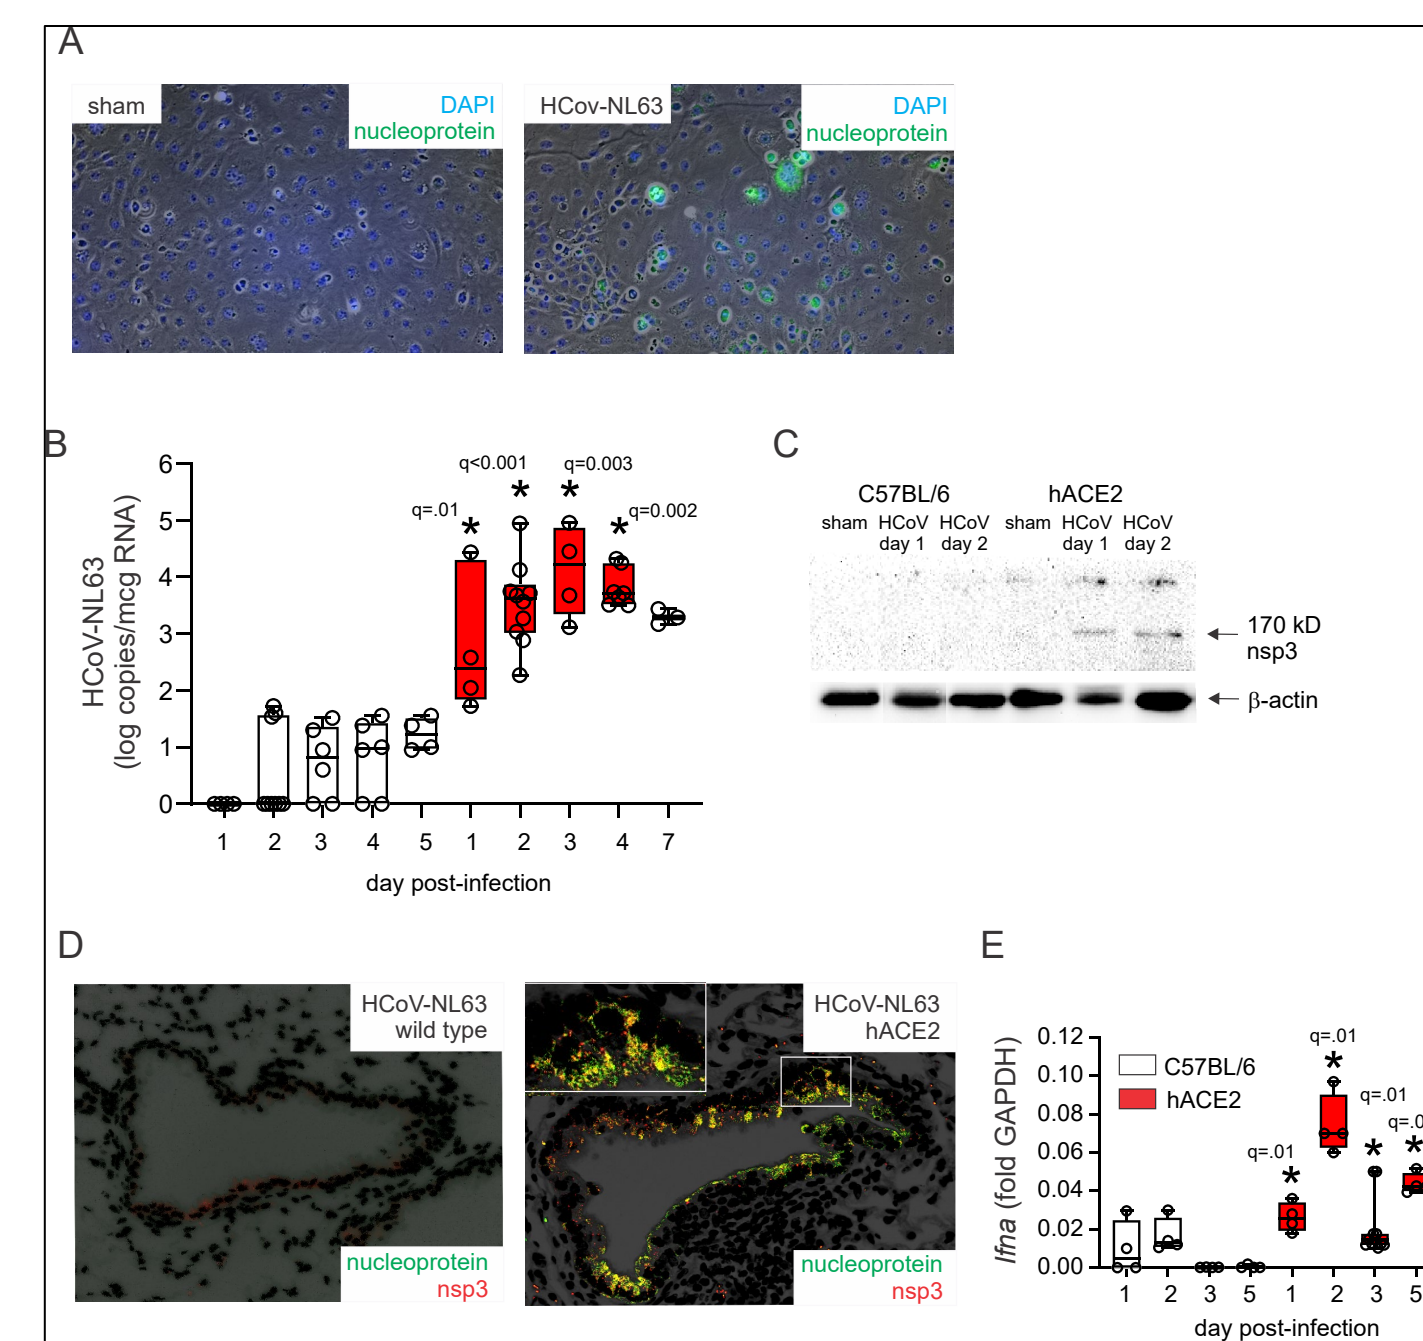 A
sham
DAPI
nucleoprotein
HCov-NL63
DAPI
nucleoprotein
B
HCoV-NL63
(log copies/mcg RNA)
6
5
4
3
2
1
0
q=.01
q<0.001
q=0.003
q=0.002
*
*
*
*
1 2 3 4 5 1 2 3 4 7
day post-infection
C
C57BL/6 hACE2
sham HCoV HCoV sham HCoV HCoV
day 1 day 2 day 1 day 2
170 kD
nsp3
β-actin
D
HCoV-NL63
wild type
nucleoprotein
nsp3
HCoV-NL63
hACE2
nucleoprotein
nsp3
E
Ifna (fold GAPDH)
0.12
0.10
0.08
0.06
0.04
0.02
0.00
C57BL/6
hACE2
q=.01
q=.01
q=.01
q=.0
*
*
*
*
1 2 3 5 1 2 3 5
day post-infection